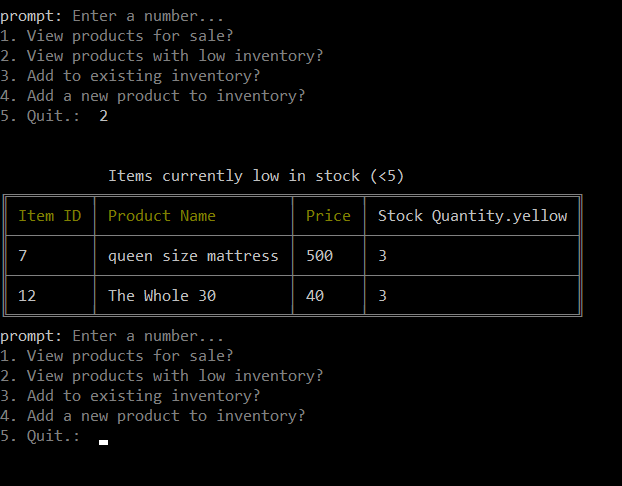 prompt: Enter a number...
1. View products for sale?
2. View products with low inventory?
3. Add to existing inventory?
4. Add a new product to inventory?
5. Quit.:  2
Items currently low in stock (<5)
Item ID Product Name Price Stock Quantity.yellow
7 queen size mattress 500 3
12 The Whole 30 40 3
prompt: Enter a number...
1. View products for sale?
2. View products with low inventory?
3. Add to existing inventory?
4. Add a new product to inventory?
5. Quit.: